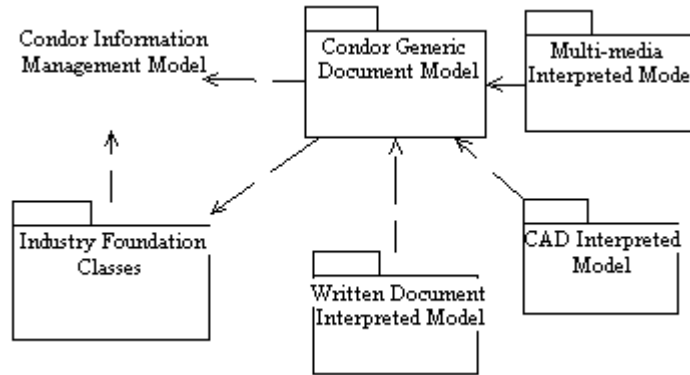 Condor Information
Management Model
Condor Generic
Document Model
Multi-media
Interpreted Mode
Industry Foundation
Classes
Written Document
Interpreted Model
CAD Interpreted
Model